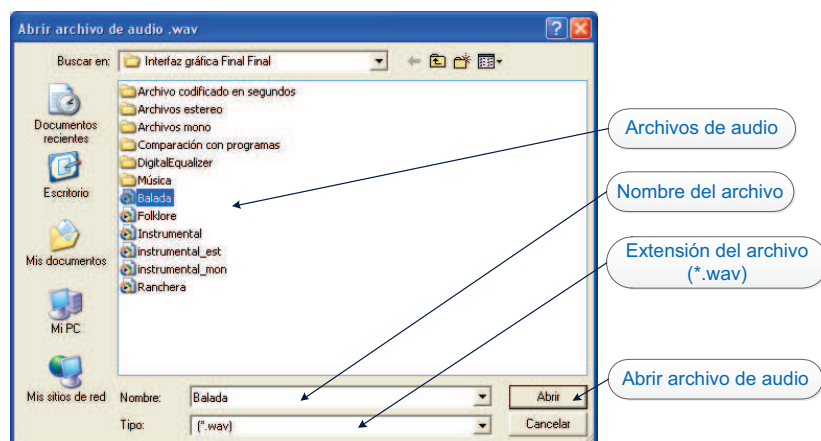 Abrir archivo de audio .wav
Buscar en:
Interfaz gráfica Final Final
Documentos
recientes
Escritorio
Mis documentos
Mi PC
Mis sitios de red
Archivo codificado en segundos
Archivos estereo
Archivos mono
Comparación con programas
DigitalEqualizer
Música
Balada
Folklore
Instrumental
instrumental_est
instrumental_mon
Ranchera
Nombre:
Balada
Abrir
Tipo:
(*.wav)
Cancelar
Archivos de audio
Nombre del archivo
Extensión del archivo
(*.wav)
Abrir archivo de audio